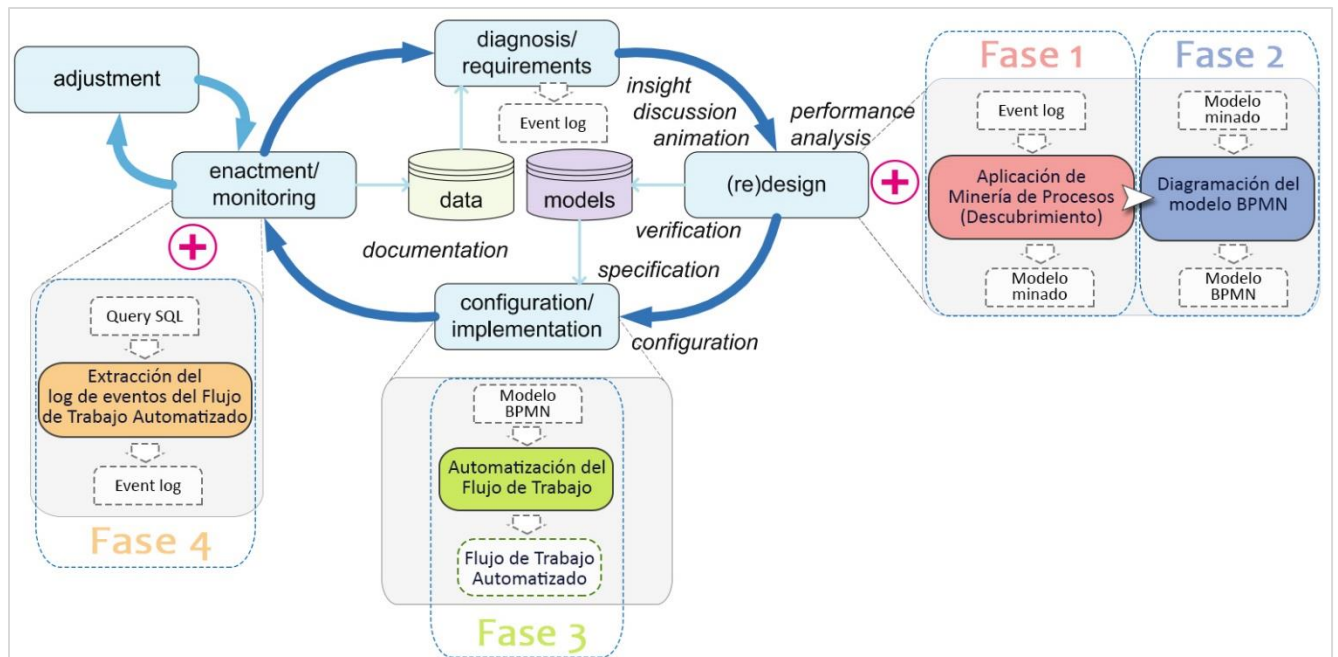 diagnosis/
requirements
adjustment
Event log
insight
discussion
animation
performance
analysis
enactment/
monitoring
data
models
(re)design
documentation
verification
specification
configuration/
implementation
configuration
Fase 1
Event log
Aplicación de
Minería de Procesos
(Descubrimiento)
Modelo
minado
Fase 2
Modelo
minado
Diagramación del
modelo BPMN
Modelo
BPMN
Query SQL
Extracción del
log de eventos del Flujo
de Trabajo Automatizado
Event log
Fase 4
Modelo
BPMN
Automatización del
Flujo de Trabajo
Flujo de Trabajo
Automatizado
Fase 3